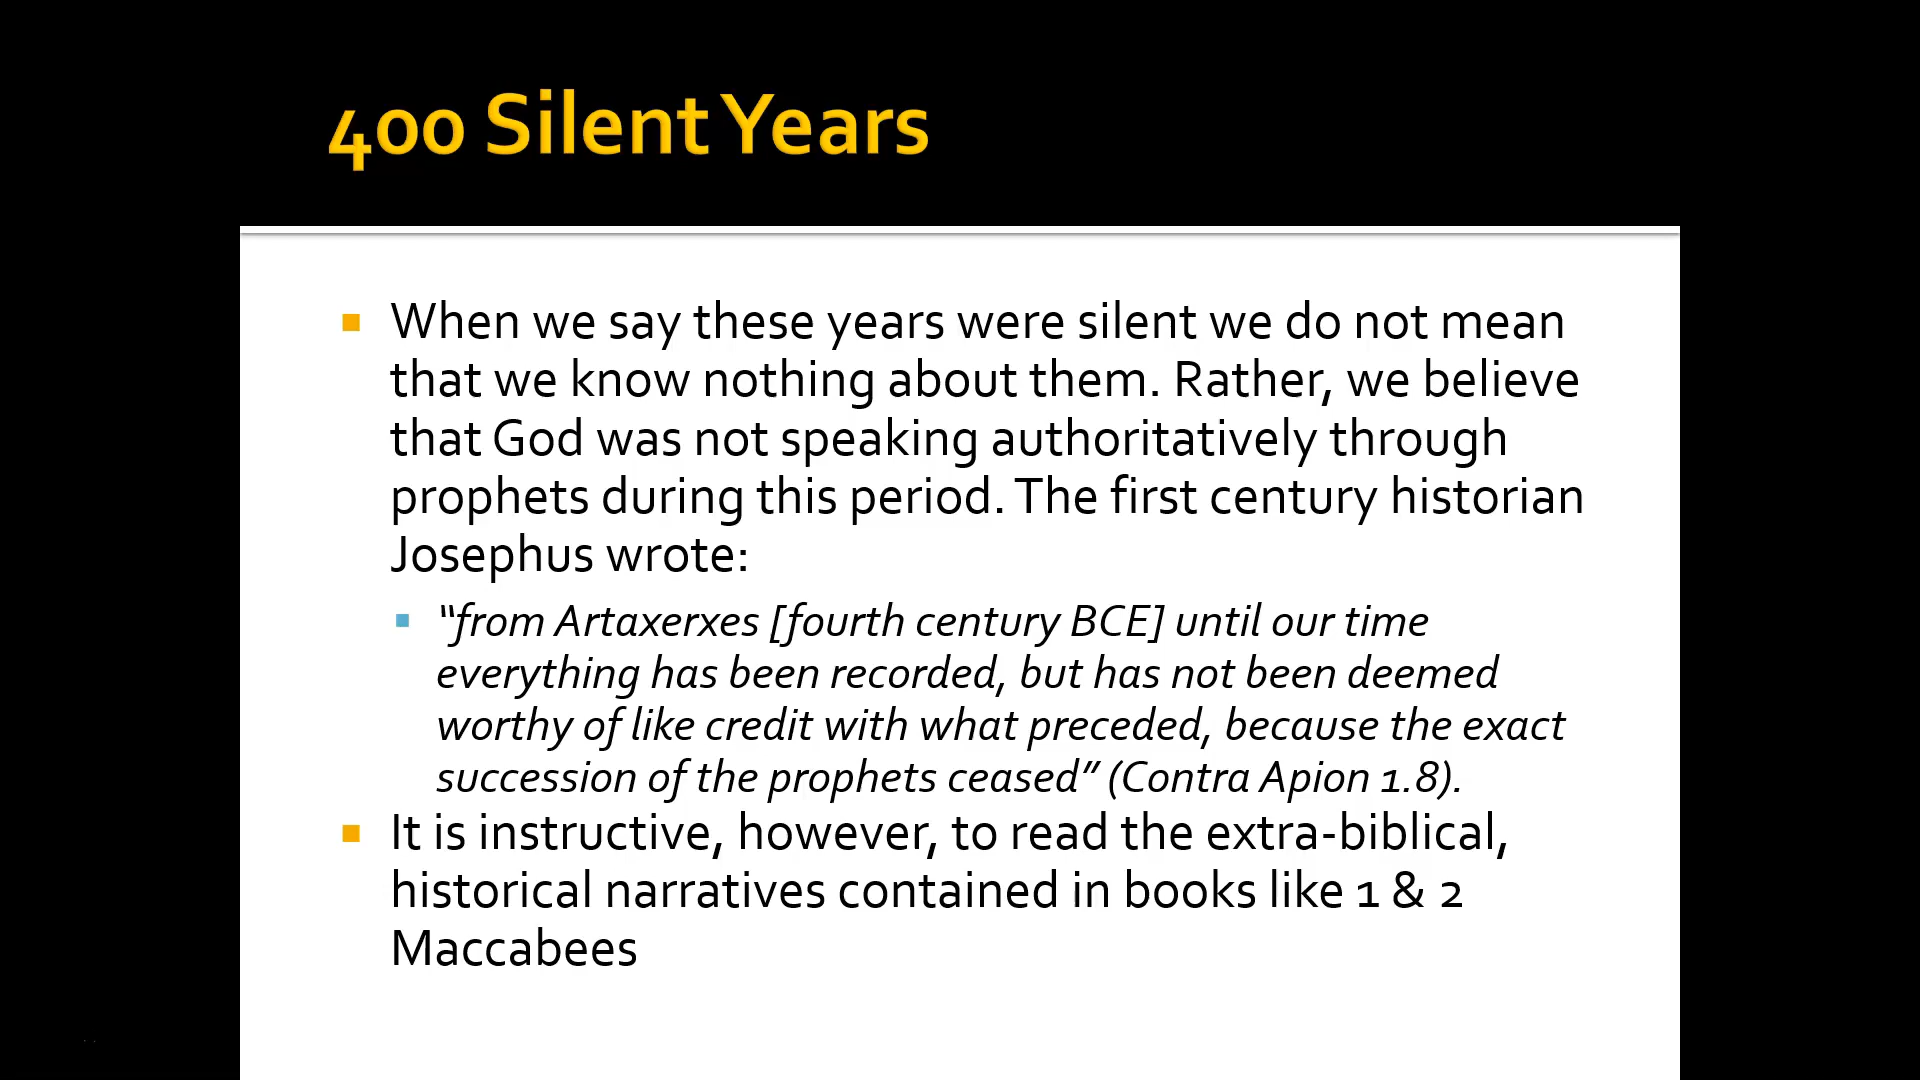 400 Silent Years
When we say these years were silent we do not mean
that we know nothing about them. Rather, we believe
that God was not speaking authoritatively through
prophets during this period. The first century historian
Josephus wrote:
“from Artaxerxes [fourth century BCE] until our time
everything has been recorded, but has not been deemed
worthy of like credit with what preceded, because the exact
succession of the prophets ceased” (Contra Apion 1.8).
It is instructive, however, to read the extra-biblical,
historical narratives contained in books like 1 & 2
Maccabees